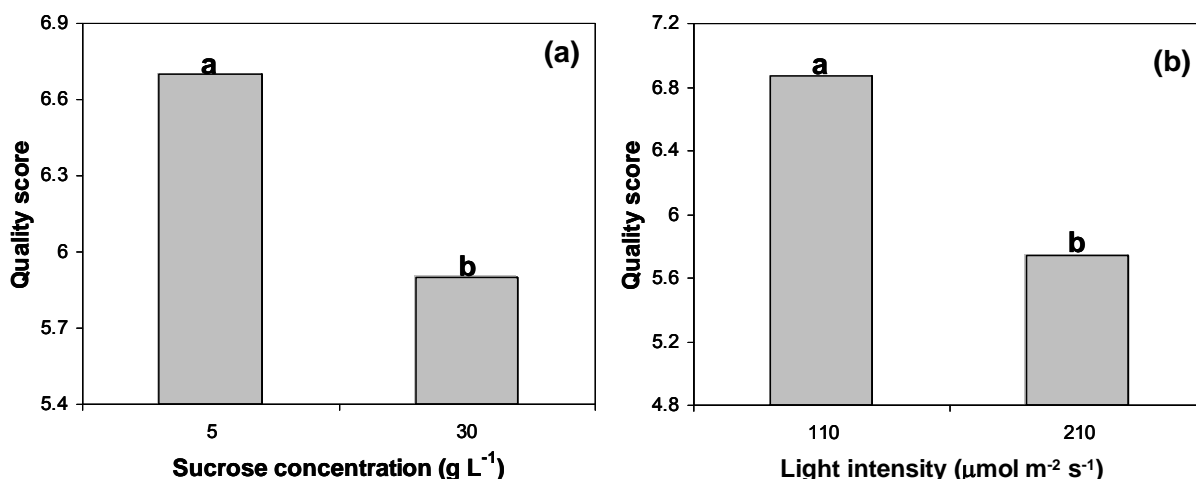 (a)
Quality score
6.9
6.6
6.3
6
5.7
5.4
a
b
5
30
Sucrose concentration (g L⁻¹)
(b)
Quality score
7.2
6.8
6.4
6
5.6
5.2
4.8
a
b
110
210
Light intensity (μmol m⁻² s⁻¹)